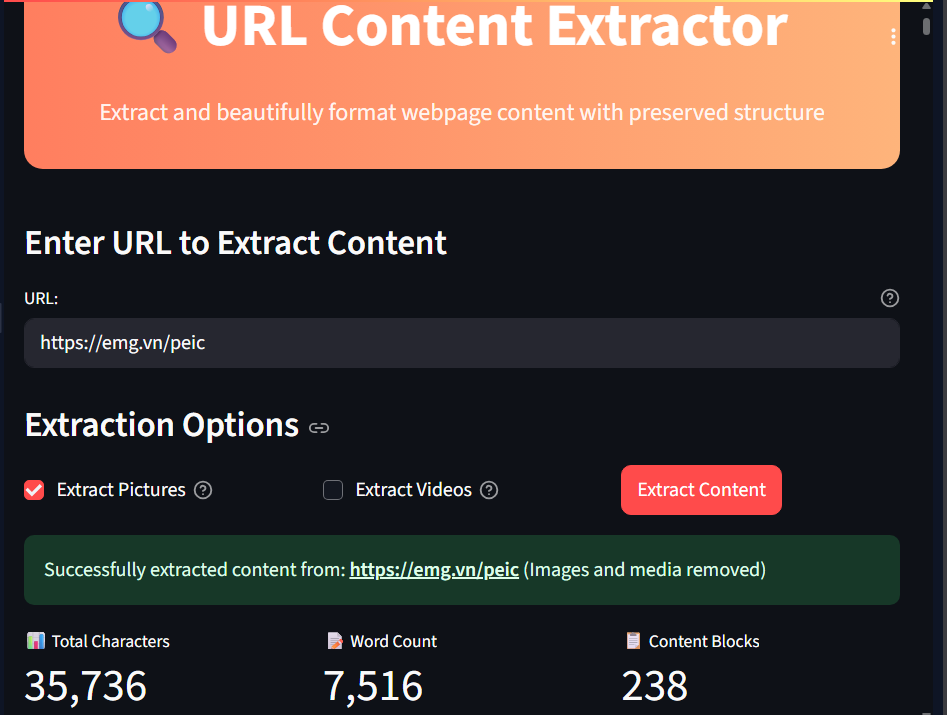 URL Content Extractor
Extract and beautifully format webpage content with preserved structure
Enter URL to Extract Content
URL:
https://emg.vn/peic
Extraction Options
Extract Pictures
Extract Videos
Extract Content
Successfully extracted content from: https://emg.vn/peic (Images and media removed)
Total Characters
Word Count
Content Blocks
35,736
7,516
238